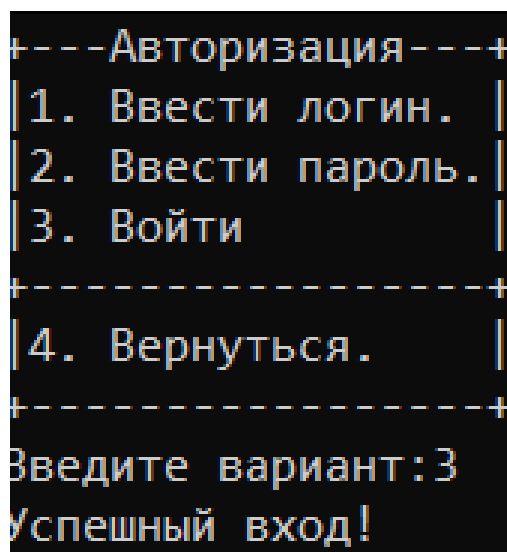 +---Авторизация---+
|1. Ввести логин. |
|2. Ввести пароль.|
|3. Войти         |
+-----------------+
|4. Вернуться.    |
+-----------------+
Введите вариант:3
Успешный вход!